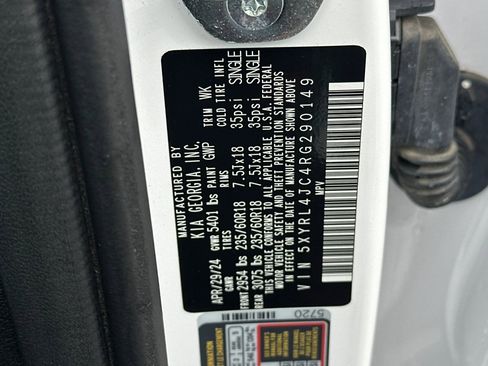 MANUFACTURED BY
KIA GEORGIA, INC.
APR/29/24 GVWR 5401 lbs PAINT GWP TRIM WK
GAWR TIRES RIMS COLD TIRE INFL
FRONT 2954 lbs 235/60R18 7.5Jx18 35psi SINGLE
REAR 3075 lbs 235/60R18 7.5Jx18 35psi SINGLE
THIS VEHICLE CONFORMS TO ALL APPLICABLE U.S.A. FEDERAL
MOTOR VEHICLE SAFETY AND THEFT PREVENTION STANDARDS
IN EFFECT ON THE DATE OF MANUFACTURE SHOWN ABOVE
VIN 5XYRL4JC4RG290149
MPV
5720